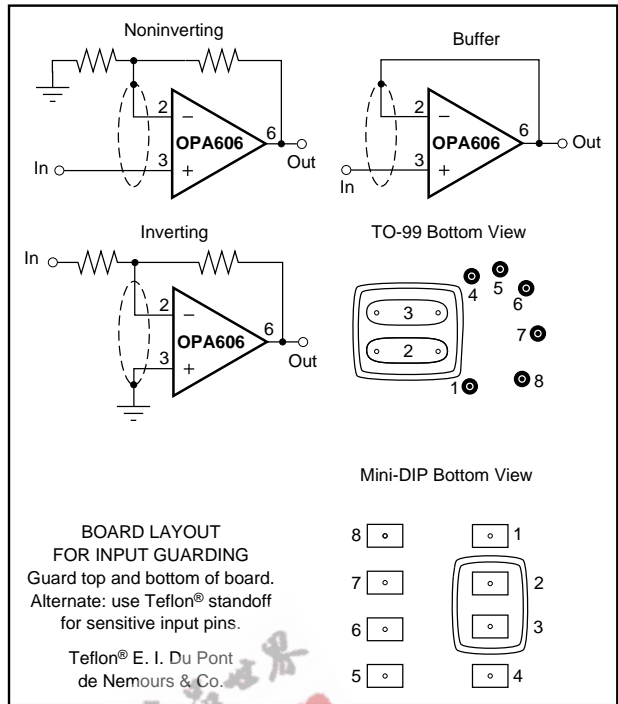 Noninverting
2
−
OPA606
3
+
6
In
Out
Buffer
2
−
OPA606
3
+
6
In
Out
Inverting
In
2
−
OPA606
3
+
6
Out
TO-99 Bottom View
3
2
4
5
6
7
8
1
Mini-DIP Bottom View
8
1
7
2
6
3
5
4
BOARD LAYOUT
FOR INPUT GUARDING
Guard top and bottom of board.
Alternate: use Teflon® standoff
for sensitive input pins.
Teflon® E. I. Du Pont
de Nemours & Co.